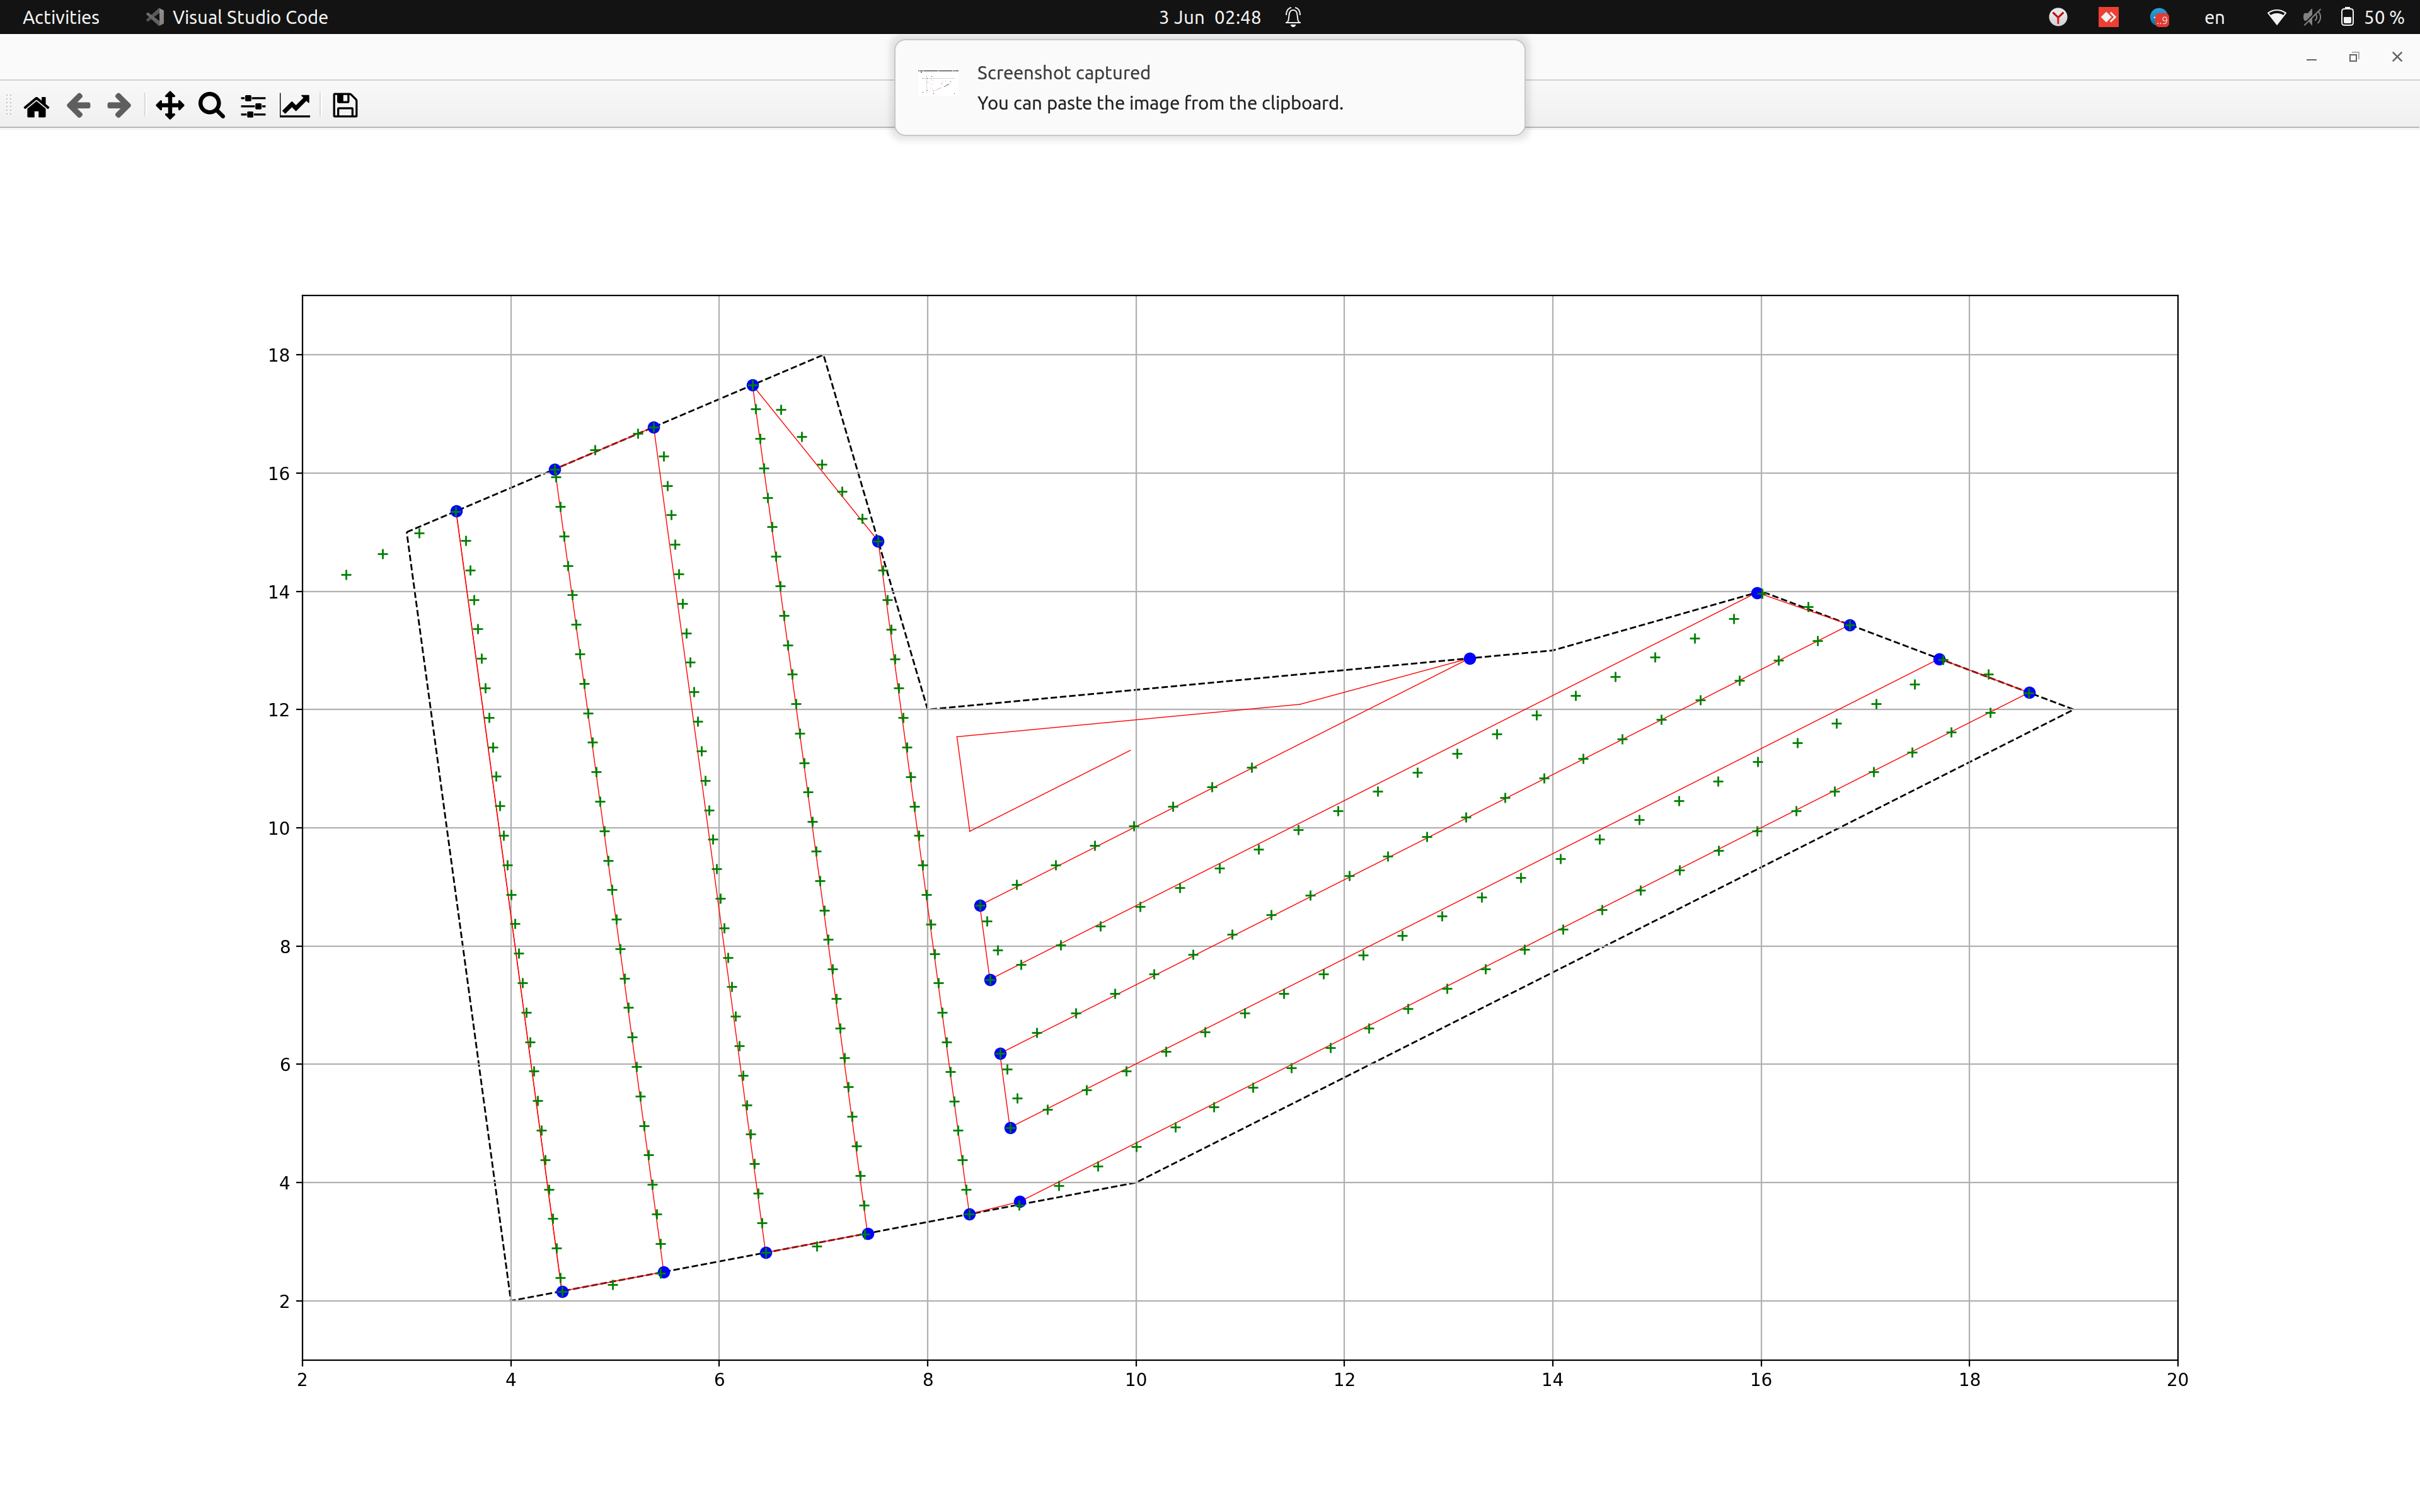 Activities Visual Studio Code 3 Jun 02:48 en 50 %
Screenshot captured
You can paste the image from the clipboard.
18
16
14
12
10
8
6
4
2
2 4 6 8 10 12 14 16 18 20